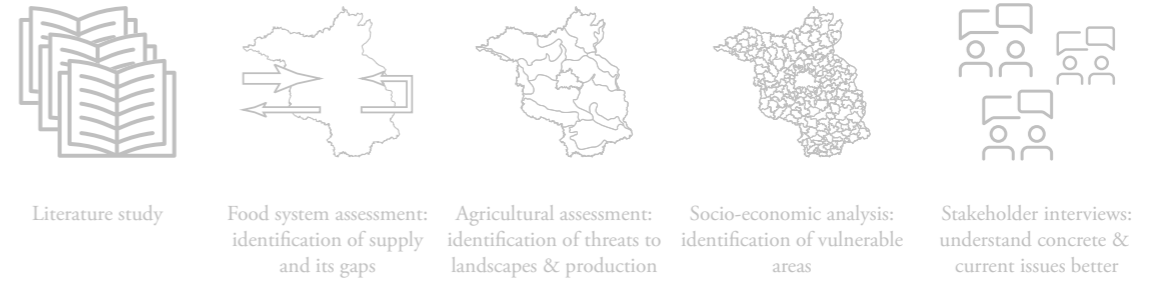 Literature study
Food system assessment:
identification of supply
and its gaps
Agricultural assessment:
identification of threats to
landscapes & production
Socio-economic analysis:
identification of vulnerable
areas
Stakeholder interviews:
understand concrete &
current issues better